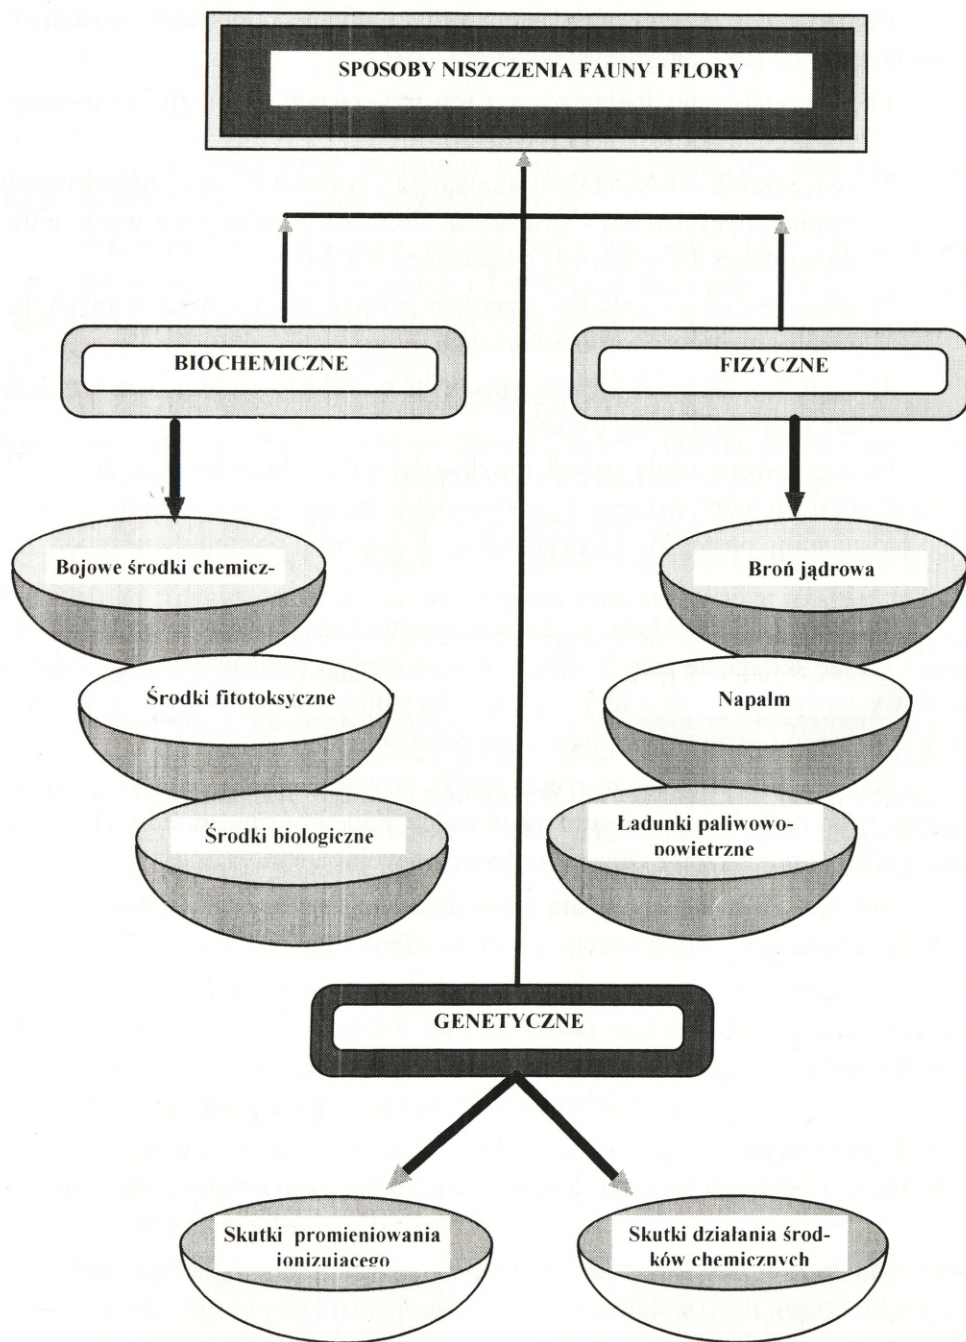 SPOSOBY NISZCZENIA FAUNY I FLORY
BIOCHEMICZNE
FIZYCZNE
Bojowe środki chemicz-
Broń jądrowa
Środki fitotoksyczne
Napalm
Środki biologiczne
Ładunki paliwowo-
powietrzne
GENETYCZNE
Skutki promieniowania
jonizującego
Skutki działania środ-
ków chemicznych